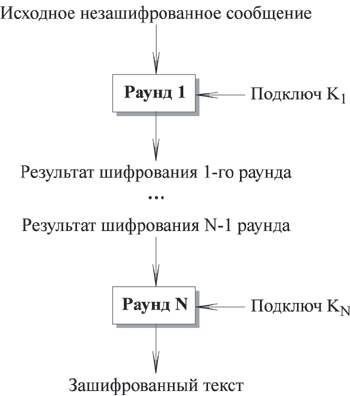 Исходное незашифрованное сообщение
Раунд 1
Подключ K1
Результат шифрования 1-го раунда
...
Результат шифрования N-1 раунда
Раунд N
Подключ KN
Зашифрованный текст